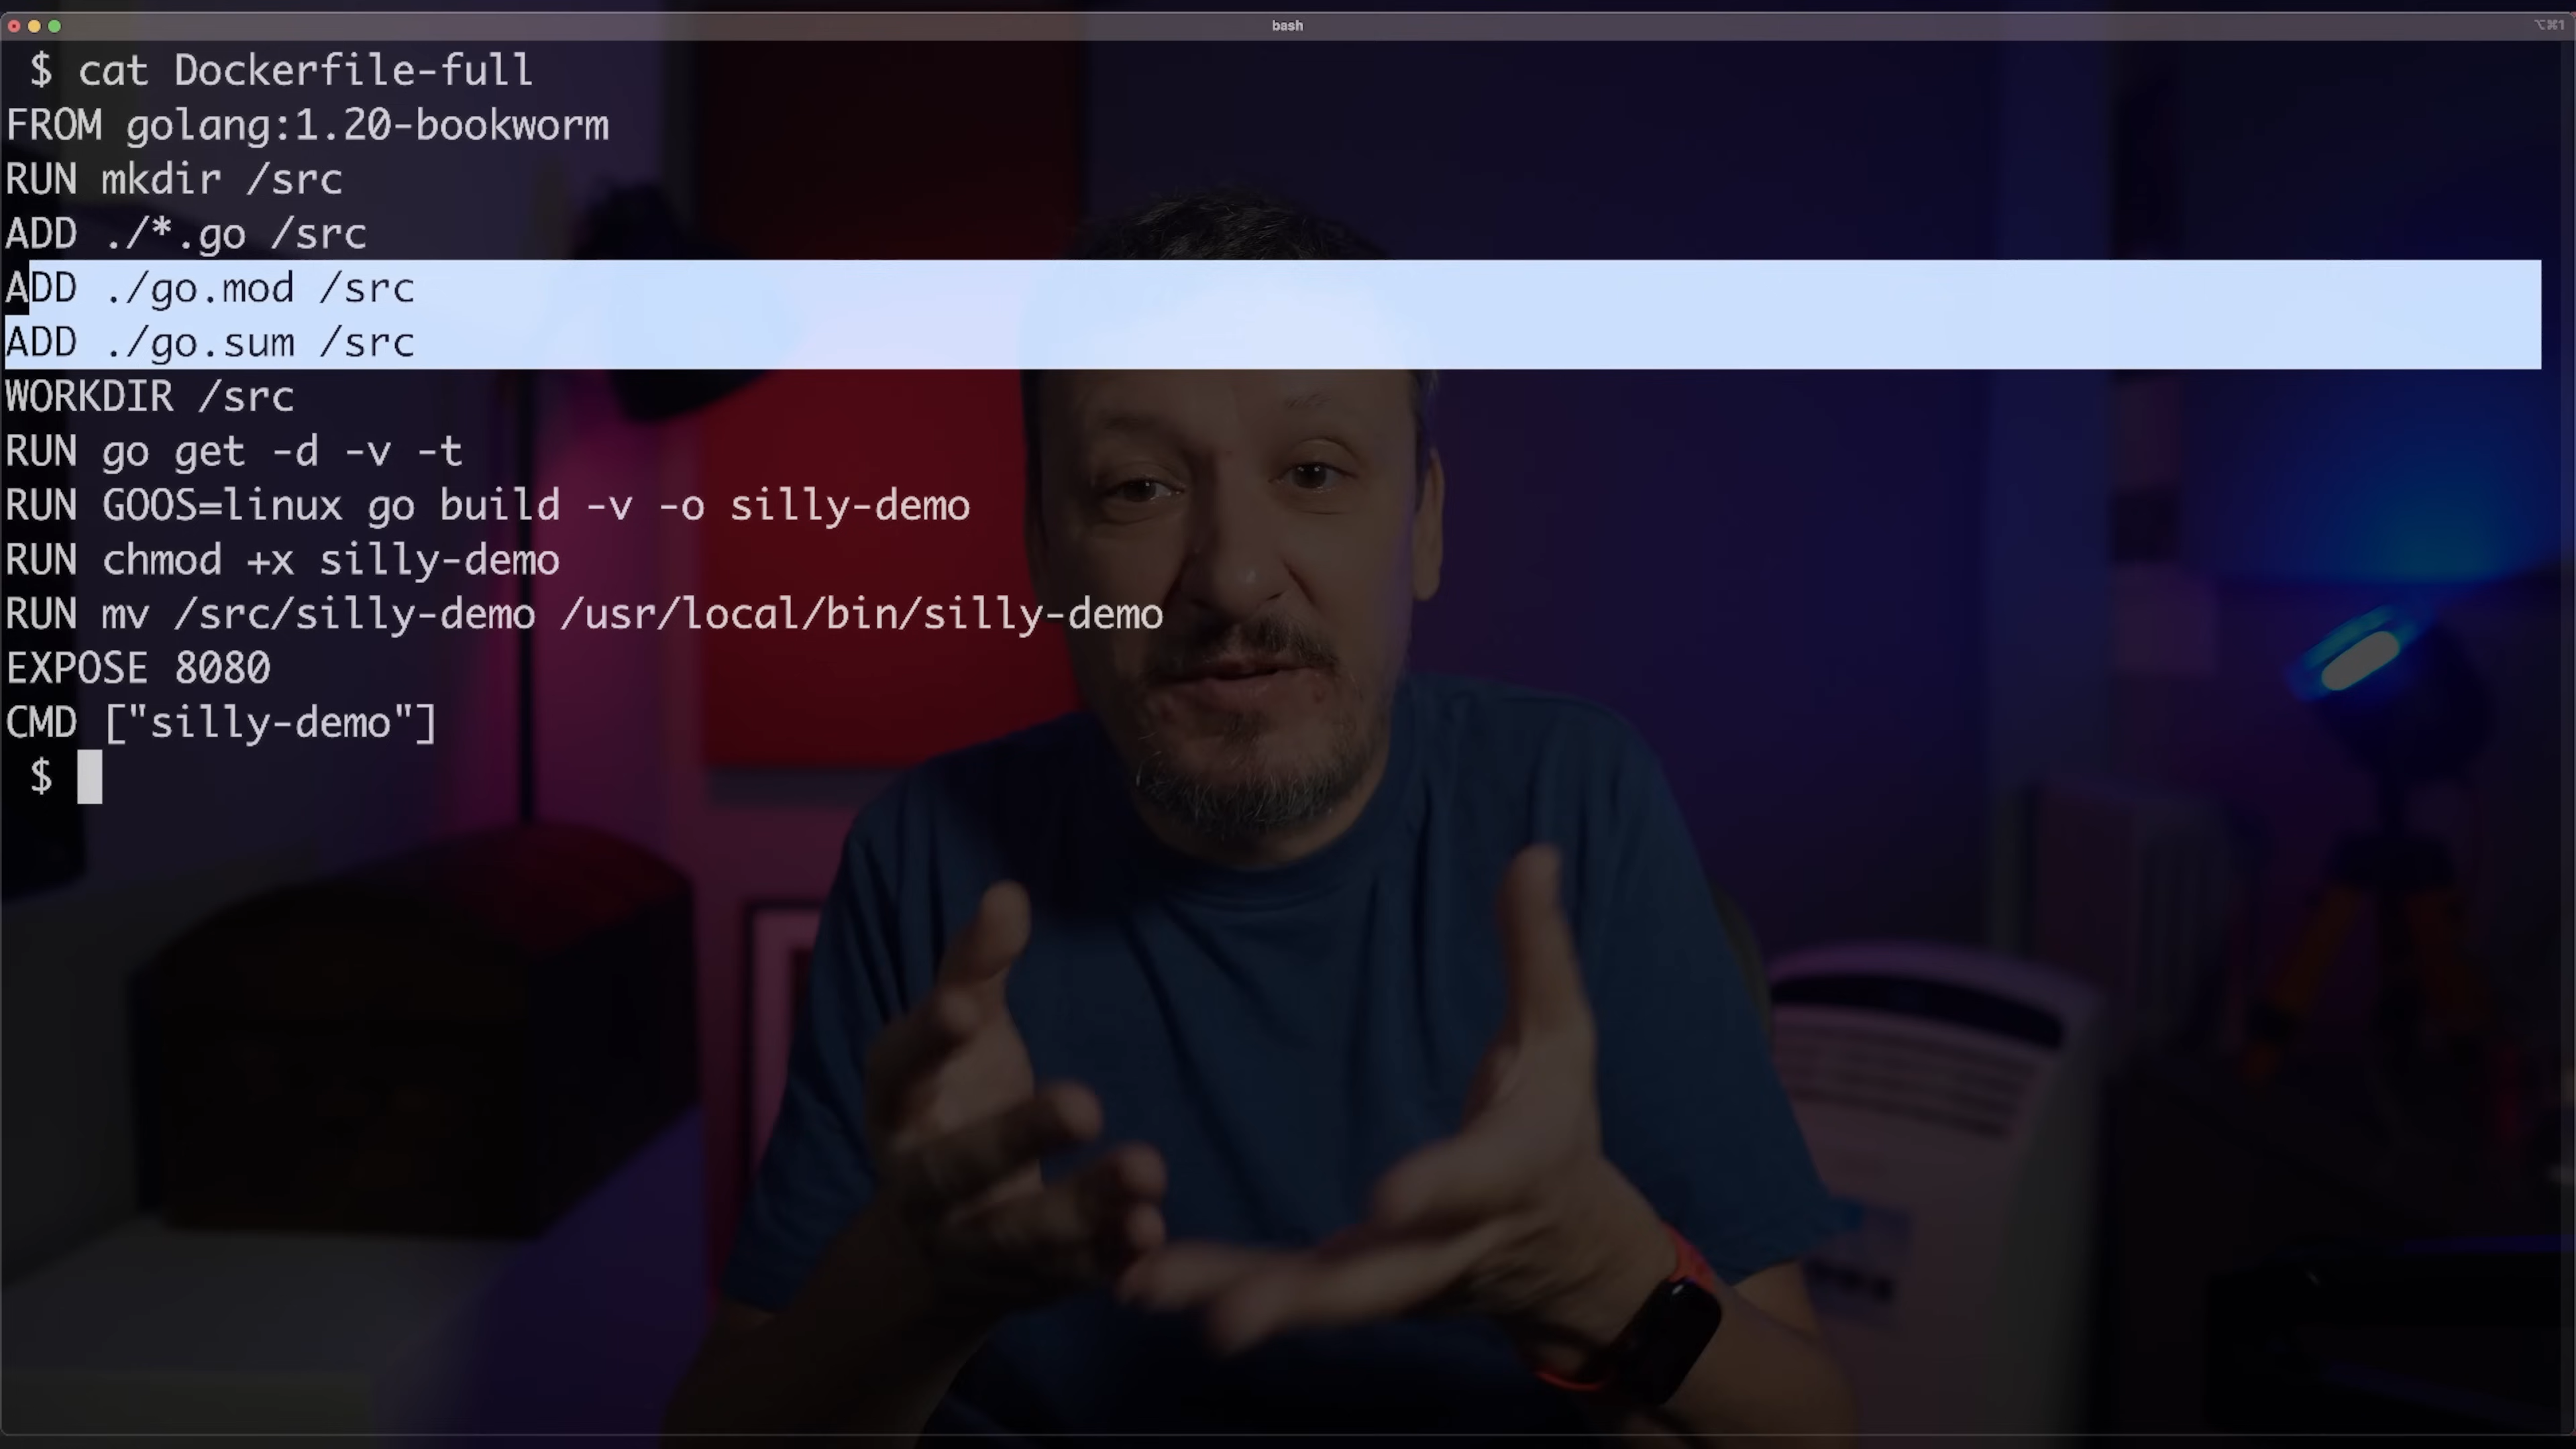 bash
⌥⌘1
$ cat Dockerfile-full
FROM golang:1.20-bookworm
RUN mkdir /src
ADD ./*.go /src
ADD ./go.mod /src
ADD ./go.sum /src
WORKDIR /src
RUN go get -d -v -t
RUN GOOS=linux go build -v -o silly-demo
RUN chmod +x silly-demo
RUN mv /src/silly-demo /usr/local/bin/silly-demo
EXPOSE 8080
CMD ["silly-demo"]
$